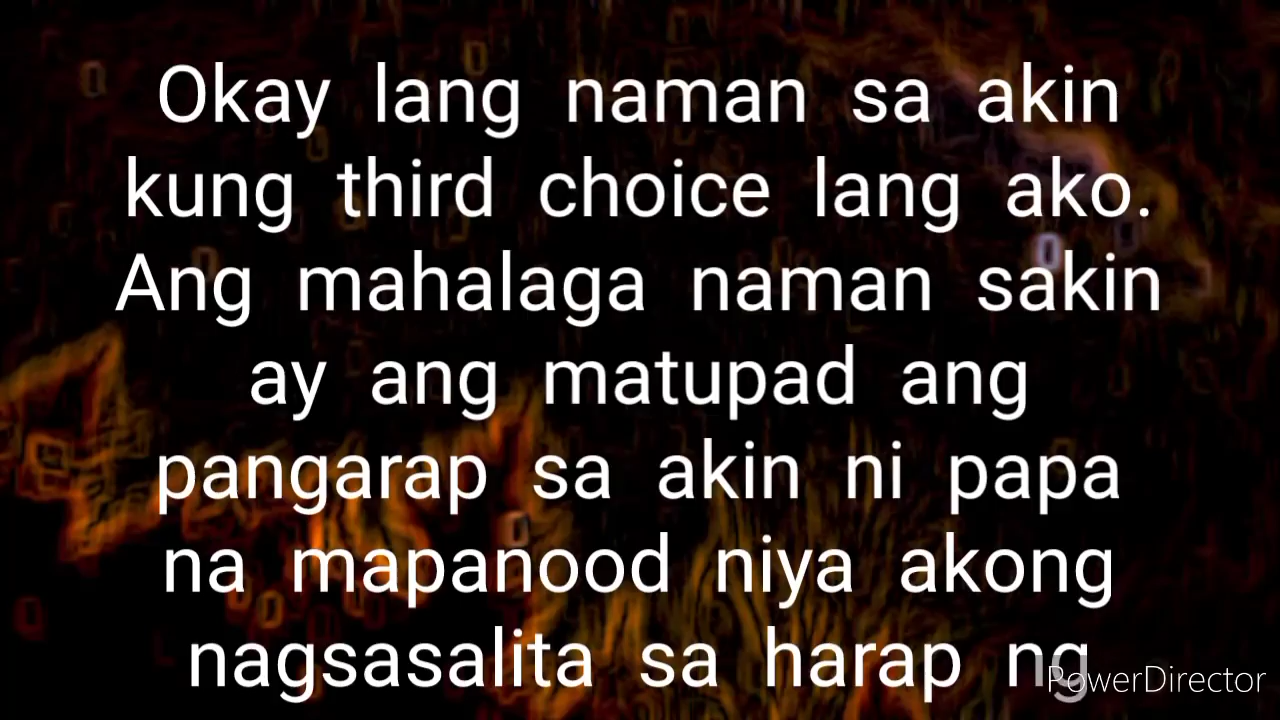 Okay lang naman sa akin
kung third choice lang ako.
Ang mahalaga naman sakin
ay ang matupad ang
pangarap sa akin ni papa
na mapanood niya akong
nagsasalita sa harap ng
PowerDirector